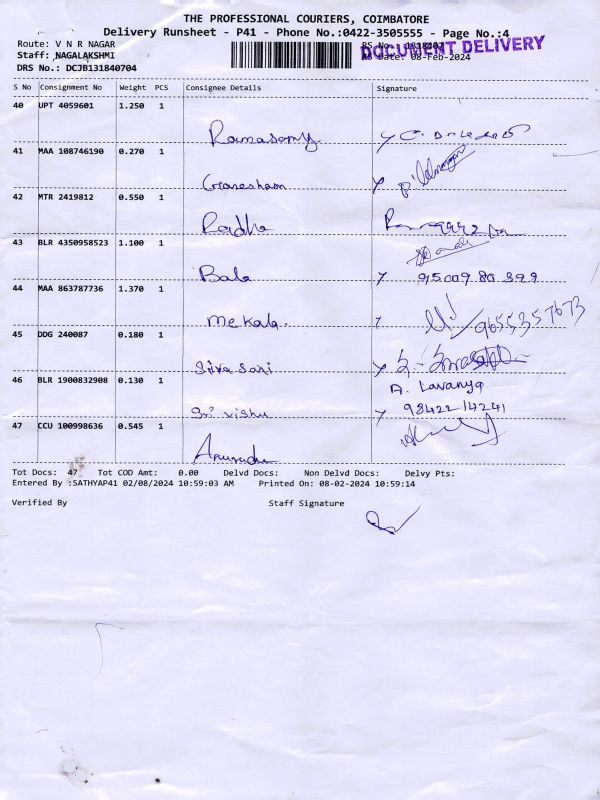 THE PROFESSIONAL COURIERS, COIMBATORE
Delivery Runsheet - P41 - Phone No.:0422-3505555 - Page No.:4
Route: V N R NAGAR
DOCUMENT DELIVERY
Staff: NAGALAKSHMI
Date: 08-Feb-2024
DRS No.: DCJB131840704
S No Consignment No Weight PCS Consignee Details Signature
40 UPT 4059601 1.250 1
Ramasamy
41 MAA 108746190 0.270 1
Ganesham
42 MTR 2419812 0.550 1
Radha
43 BLR 4350958523 1.100 1
Bala 95009 80 399
44 MAA 863787736 1.370 1
Mekala 9655357673
45 DDG 240087 0.180 1
Siva Sani
46 BLR 1900832908 0.130 1
A. Lavanya
Sri vishu 98422 14241
47 CCU 100998636 0.545 1
Tot Docs: 47 Tot COD Amt: 0.00 Delvd Docs: Non Delvd Docs: Delvy Pts:
Entered By :SATHYAP41 02/08/2024 10:59:03 AM Printed On: 08-02-2024 10:59:14
Verified By Staff Signature